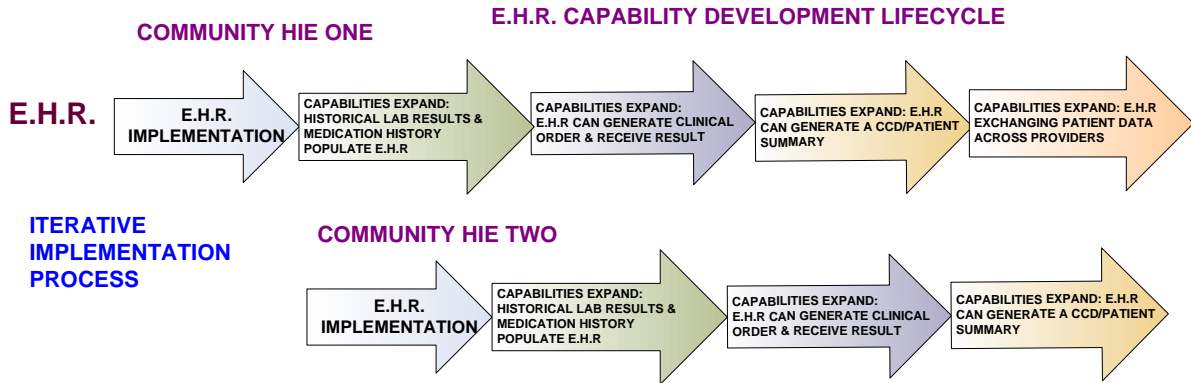 E.H.R. CAPABILITY DEVELOPMENT LIFECYCLE
COMMUNITY HIE ONE
E.H.R.
E.H.R.
IMPLEMENTATION
CAPABILITIES EXPAND:
HISTORICAL LAB RESULTS &
MEDICATION HISTORY
POPULATE E.H.R
CAPABILITIES EXPAND:
E.H.R CAN GENERATE CLINICAL
ORDER & RECEIVE RESULT
CAPABILITIES EXPAND: E.H.R
CAN GENERATE A CCD/PATIENT
SUMMARY
CAPABILITIES EXPAND: E.H.R
EXCHANGING PATIENT DATA
ACROSS PROVIDERS
ITERATIVE
IMPLEMENTATION
PROCESS
COMMUNITY HIE TWO
E.H.R.
IMPLEMENTATION
CAPABILITIES EXPAND:
HISTORICAL LAB RESULTS &
MEDICATION HISTORY
POPULATE E.H.R
CAPABILITIES EXPAND:
E.H.R CAN GENERATE CLINICAL
ORDER & RECEIVE RESULT
CAPABILITIES EXPAND: E.H.R
CAN GENERATE A CCD/PATIENT
SUMMARY